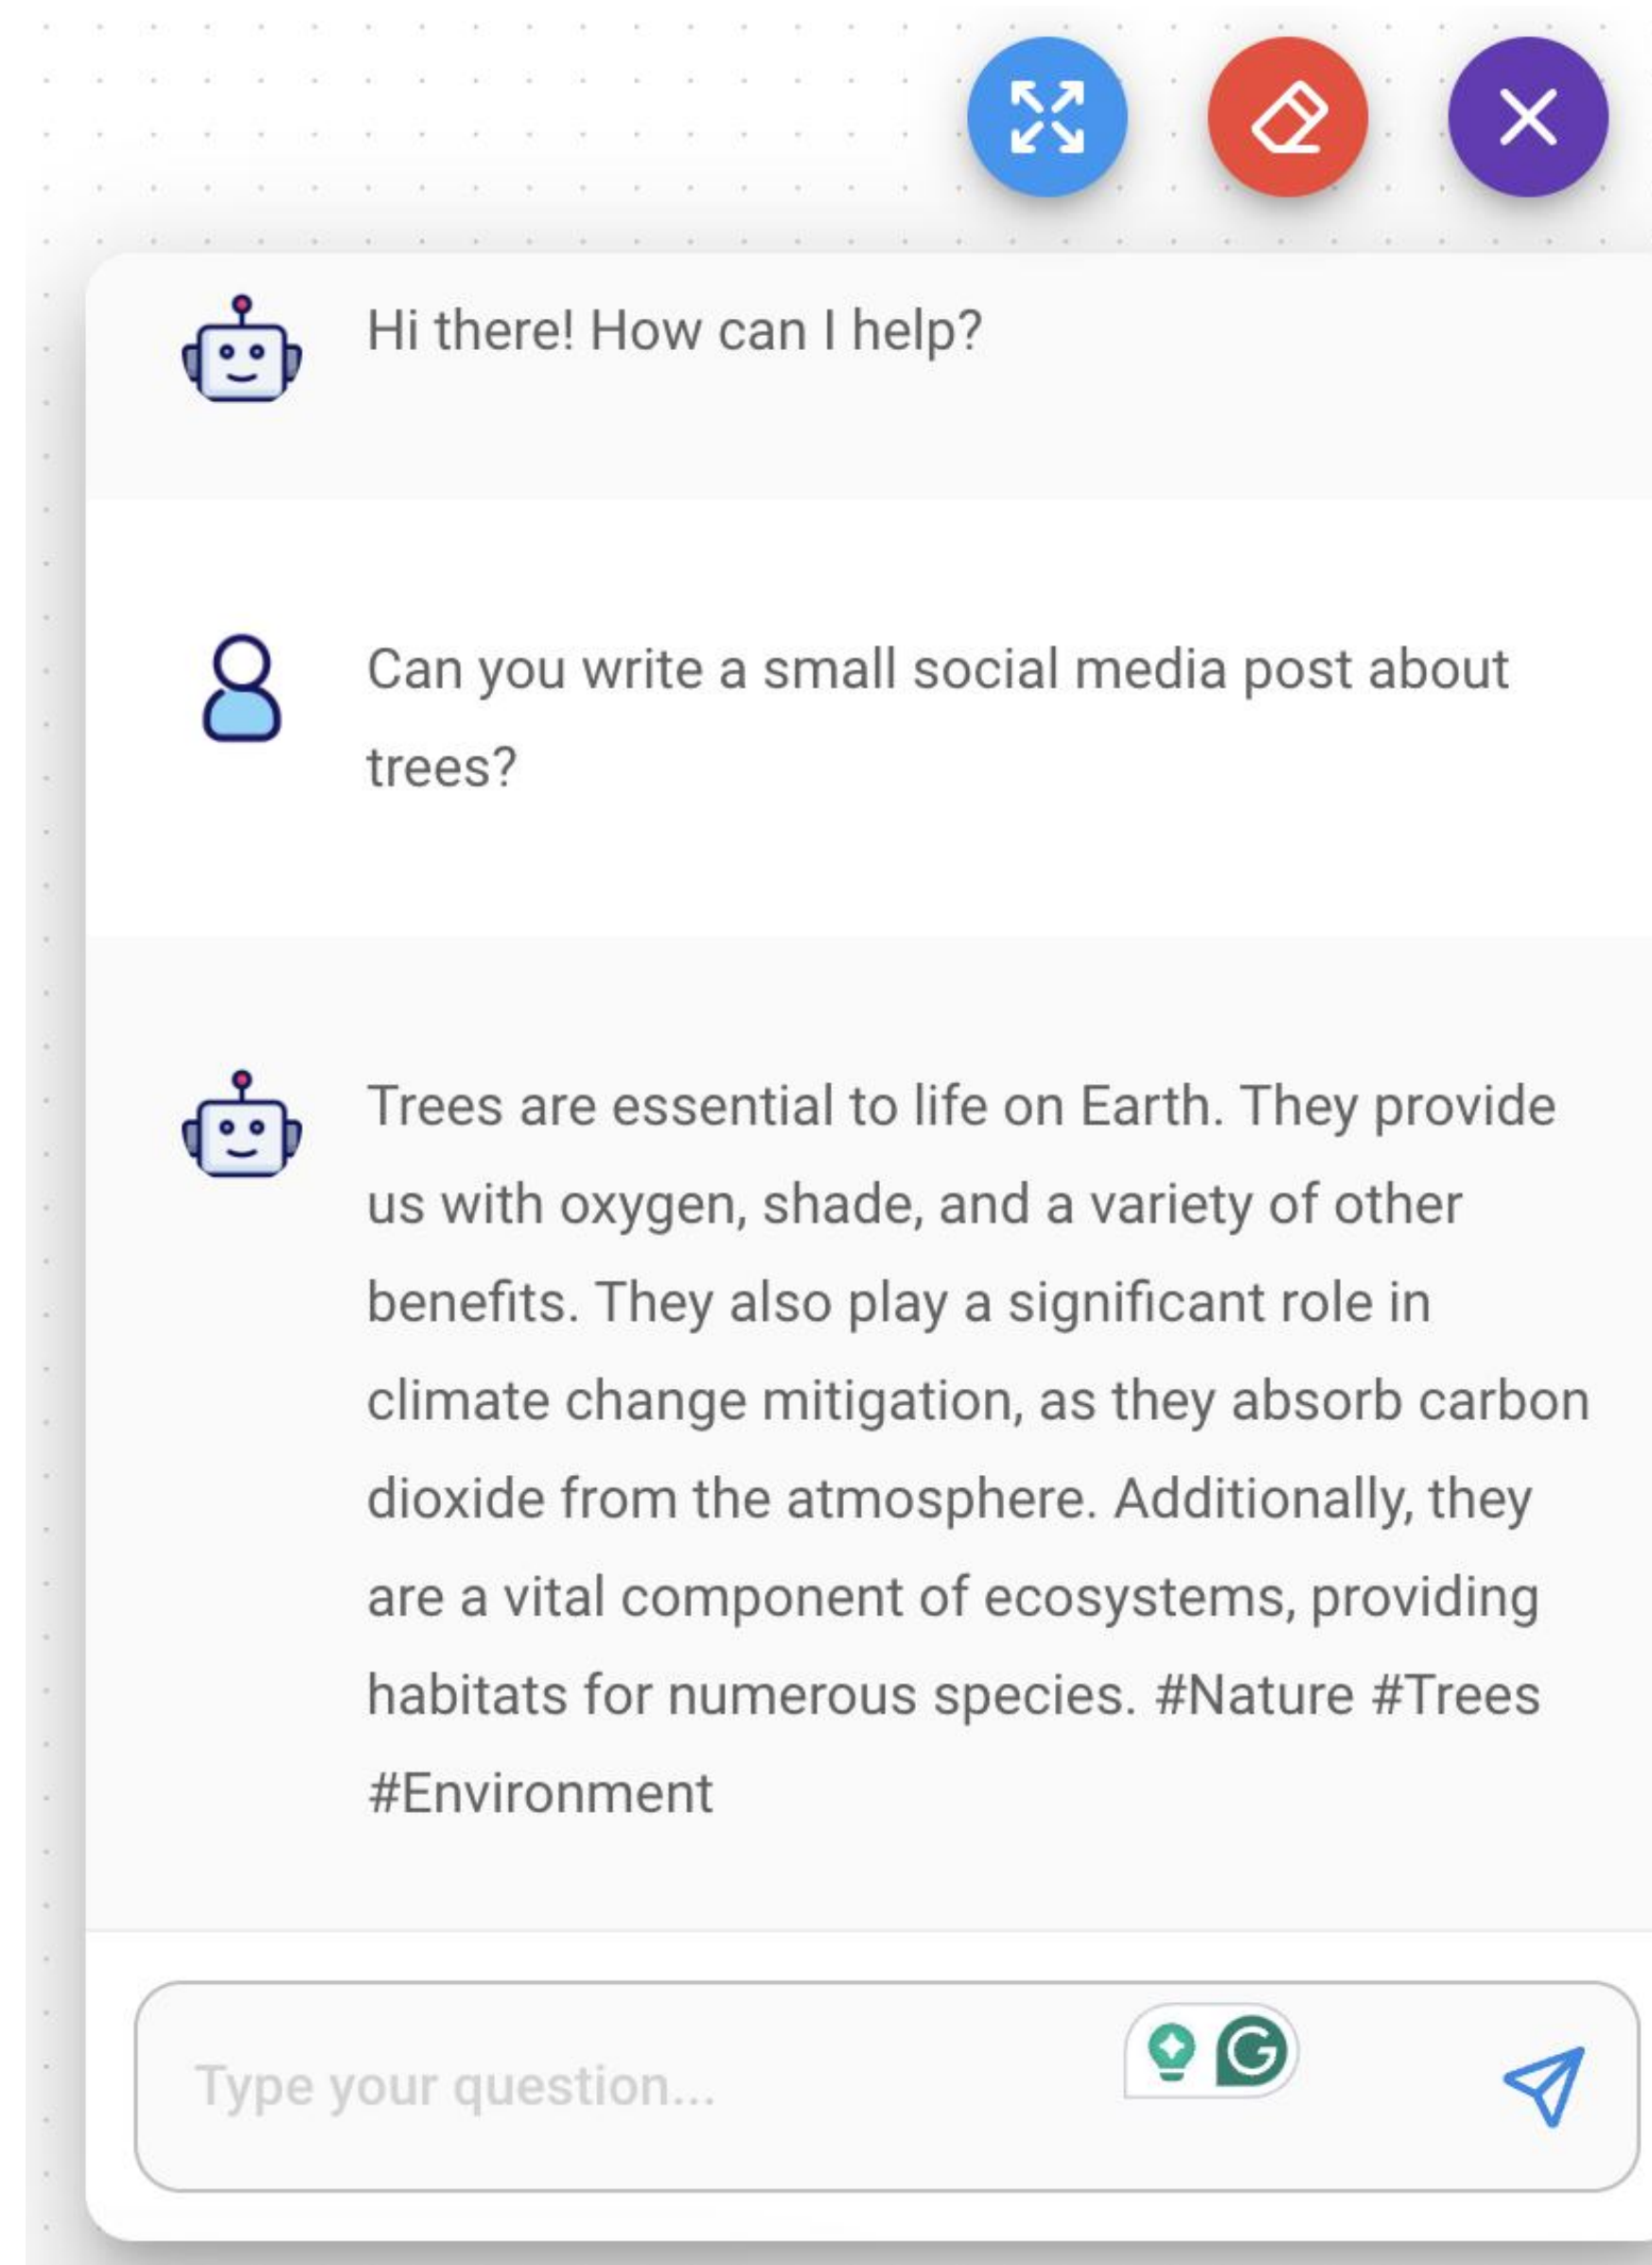 Hi there! How can I help?
Can you write a small social media post about
trees?
Trees are essential to life on Earth. They provide
us with oxygen, shade, and a variety of other
benefits. They also play a significant role in
climate change mitigation, as they absorb carbon
dioxide from the atmosphere. Additionally, they
are a vital component of ecosystems, providing
habitats for numerous species. #Nature #Trees
#Environment
Type your question...